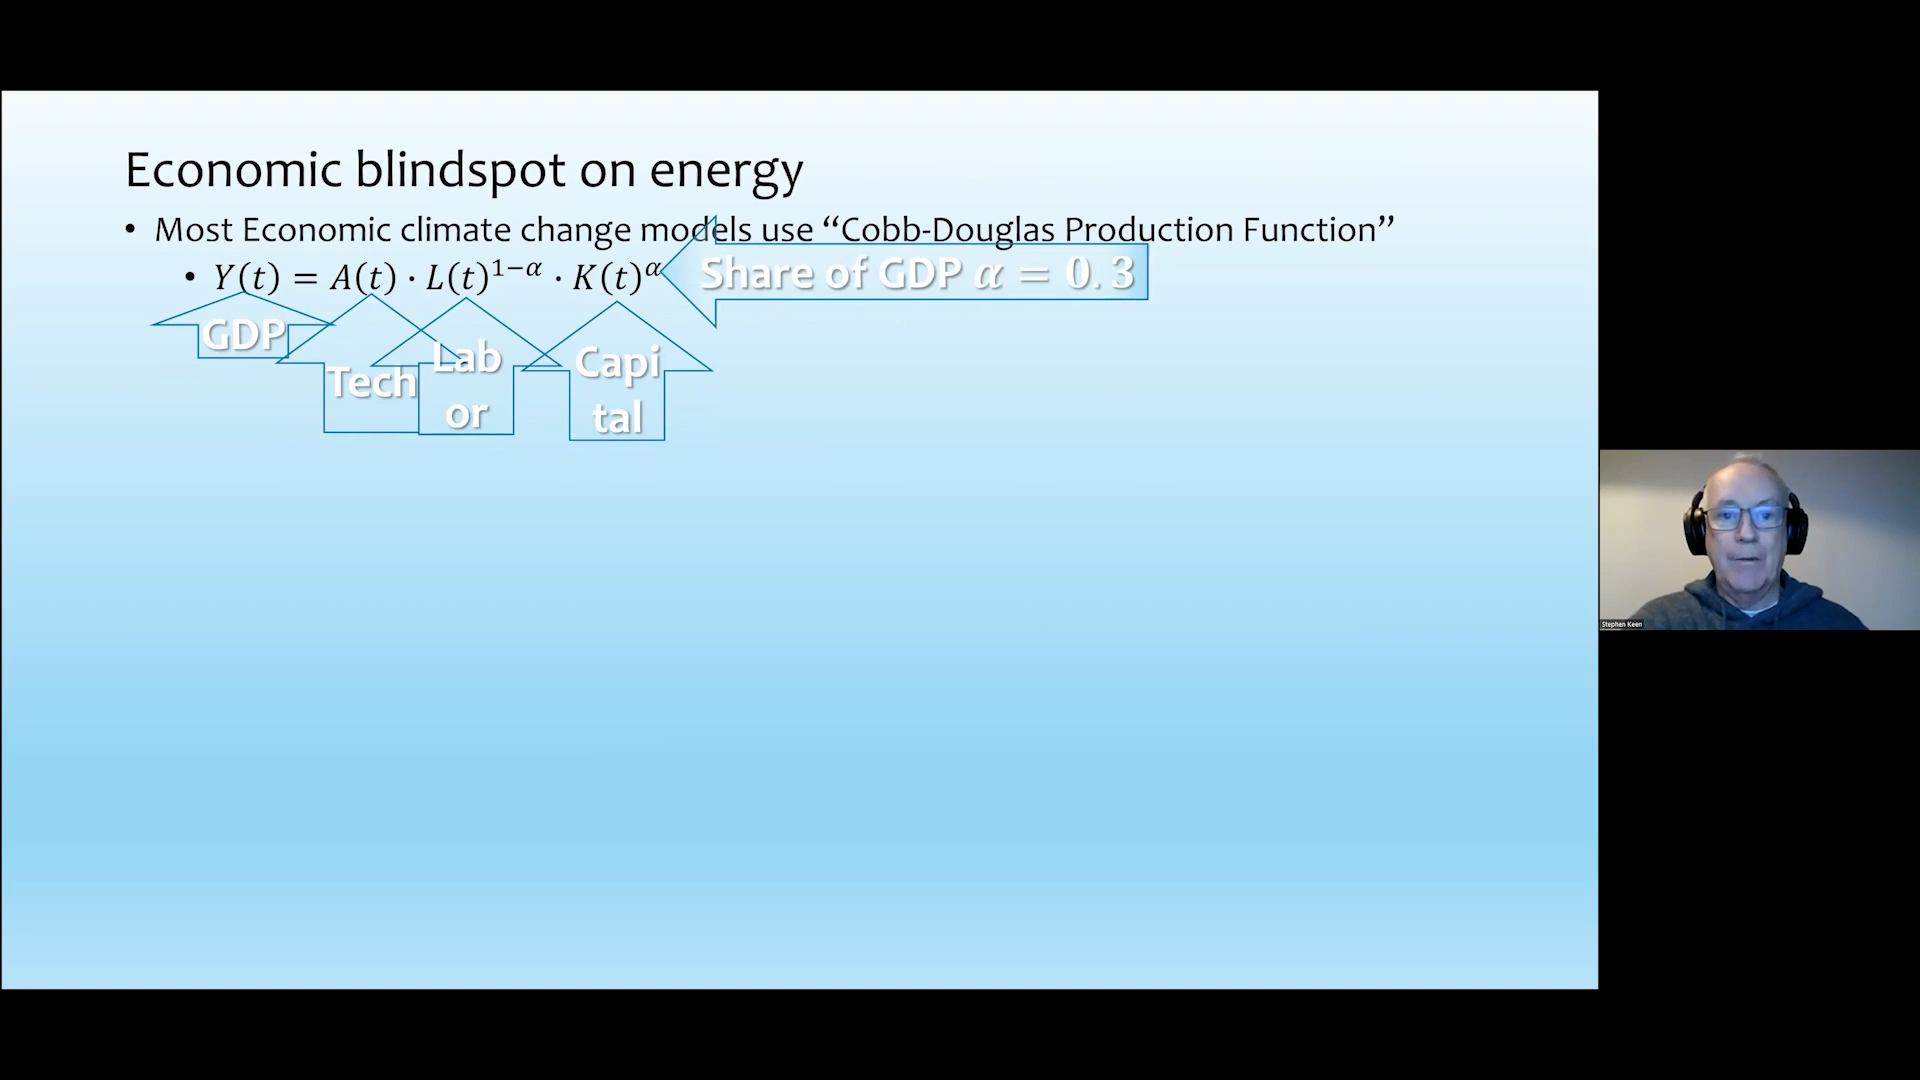 Economic blindspot on energy
• Most Economic climate change models use “Cobb-Douglas Production Function”
• Y(t) = A(t) · L(t)^{1−α} · K(t)^α
Share of GDP α = 0.3
GDP
Tech
Lab
or
Capi
tal
Stephen Keen